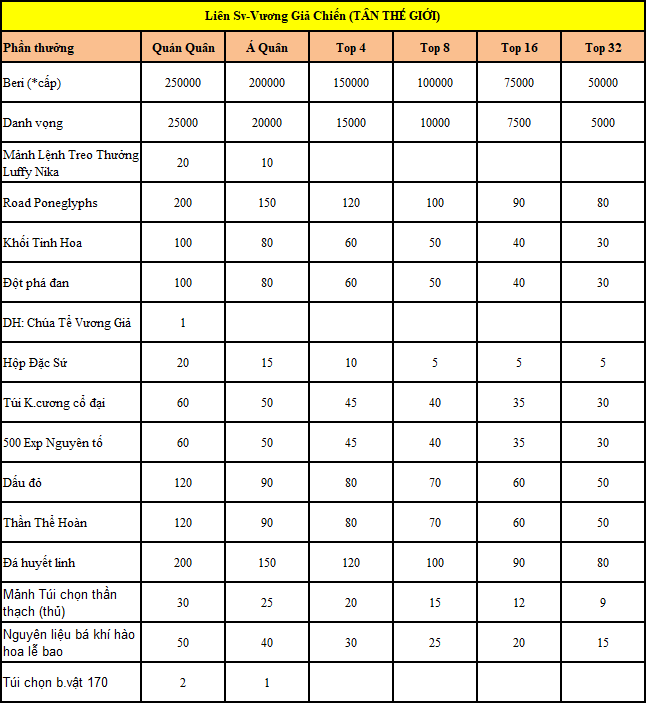 Liên Sv-Vương Giả Chiến (TÂN THẾ GIỚI)
Phần thưởng Quán Quân Á Quân Top 4 Top 8 Top 16 Top 32
Beri (*cấp) 250000 200000 150000 100000 75000 50000
Danh vọng 25000 20000 15000 10000 7500 5000
Mảnh Lệnh Treo Thưởng
Luffy Nika 20 10
Road Poneglyphs 200 150 120 100 90 80
Khối Tinh Hoa 100 80 60 50 40 30
Đột phá đan 100 80 60 50 40 30
DH: Chúa Tể Vương Giả 1
Hộp Đặc Sứ 20 15 10 5 5 5
Túi K.cương cổ đại 60 50 45 40 35 30
500 Exp Nguyên tố 60 50 45 40 35 30
Dấu đỏ 120 90 80 70 60 50
Thần Thể Hoàn 120 90 80 70 60 50
Đá huyết linh 200 150 120 100 90 80
Mảnh Túi chọn thần
thạch (thủ) 30 25 20 15 12 9
Nguyên liệu bá khí hào
hoa lễ bao 50 40 30 25 20 15
Túi chọn b.vật 170 2 1